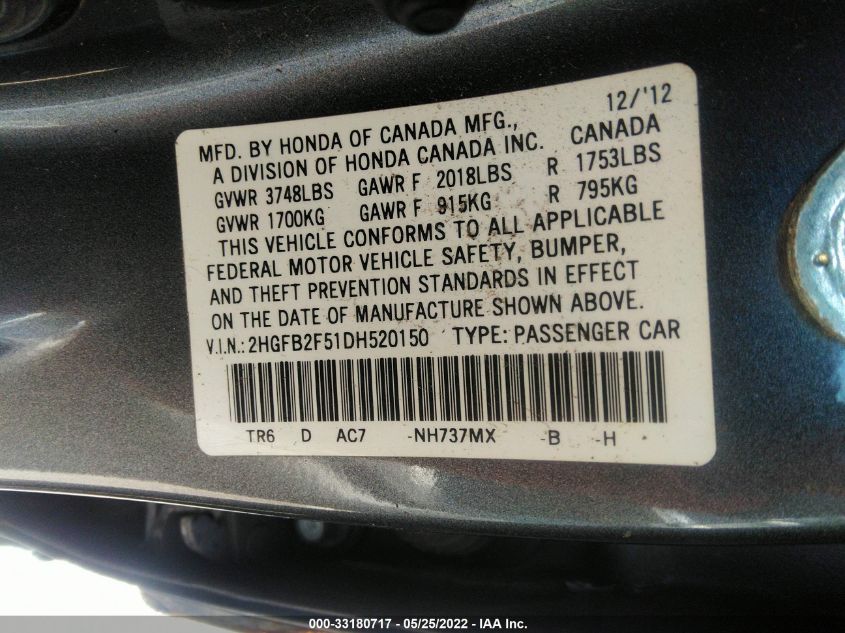 12/'12
MFD. BY HONDA OF CANADA MFG., CANADA
A DIVISION OF HONDA CANADA INC.
GVWR 3748LBS GAWR F 2018LBS R 1753LBS
GVWR 1700KG GAWR F 915KG R 795KG
THIS VEHICLE CONFORMS TO ALL APPLICABLE
FEDERAL MOTOR VEHICLE SAFETY, BUMPER,
AND THEFT PREVENTION STANDARDS IN EFFECT
ON THE DATE OF MANUFACTURE SHOWN ABOVE.
V.I.N.: 2HGFB2F51DH520150 TYPE: PASSENGER CAR
TR6 D AC7 -NH737MX -B -H
000-33180717 - 05/25/2022 - IAA Inc.